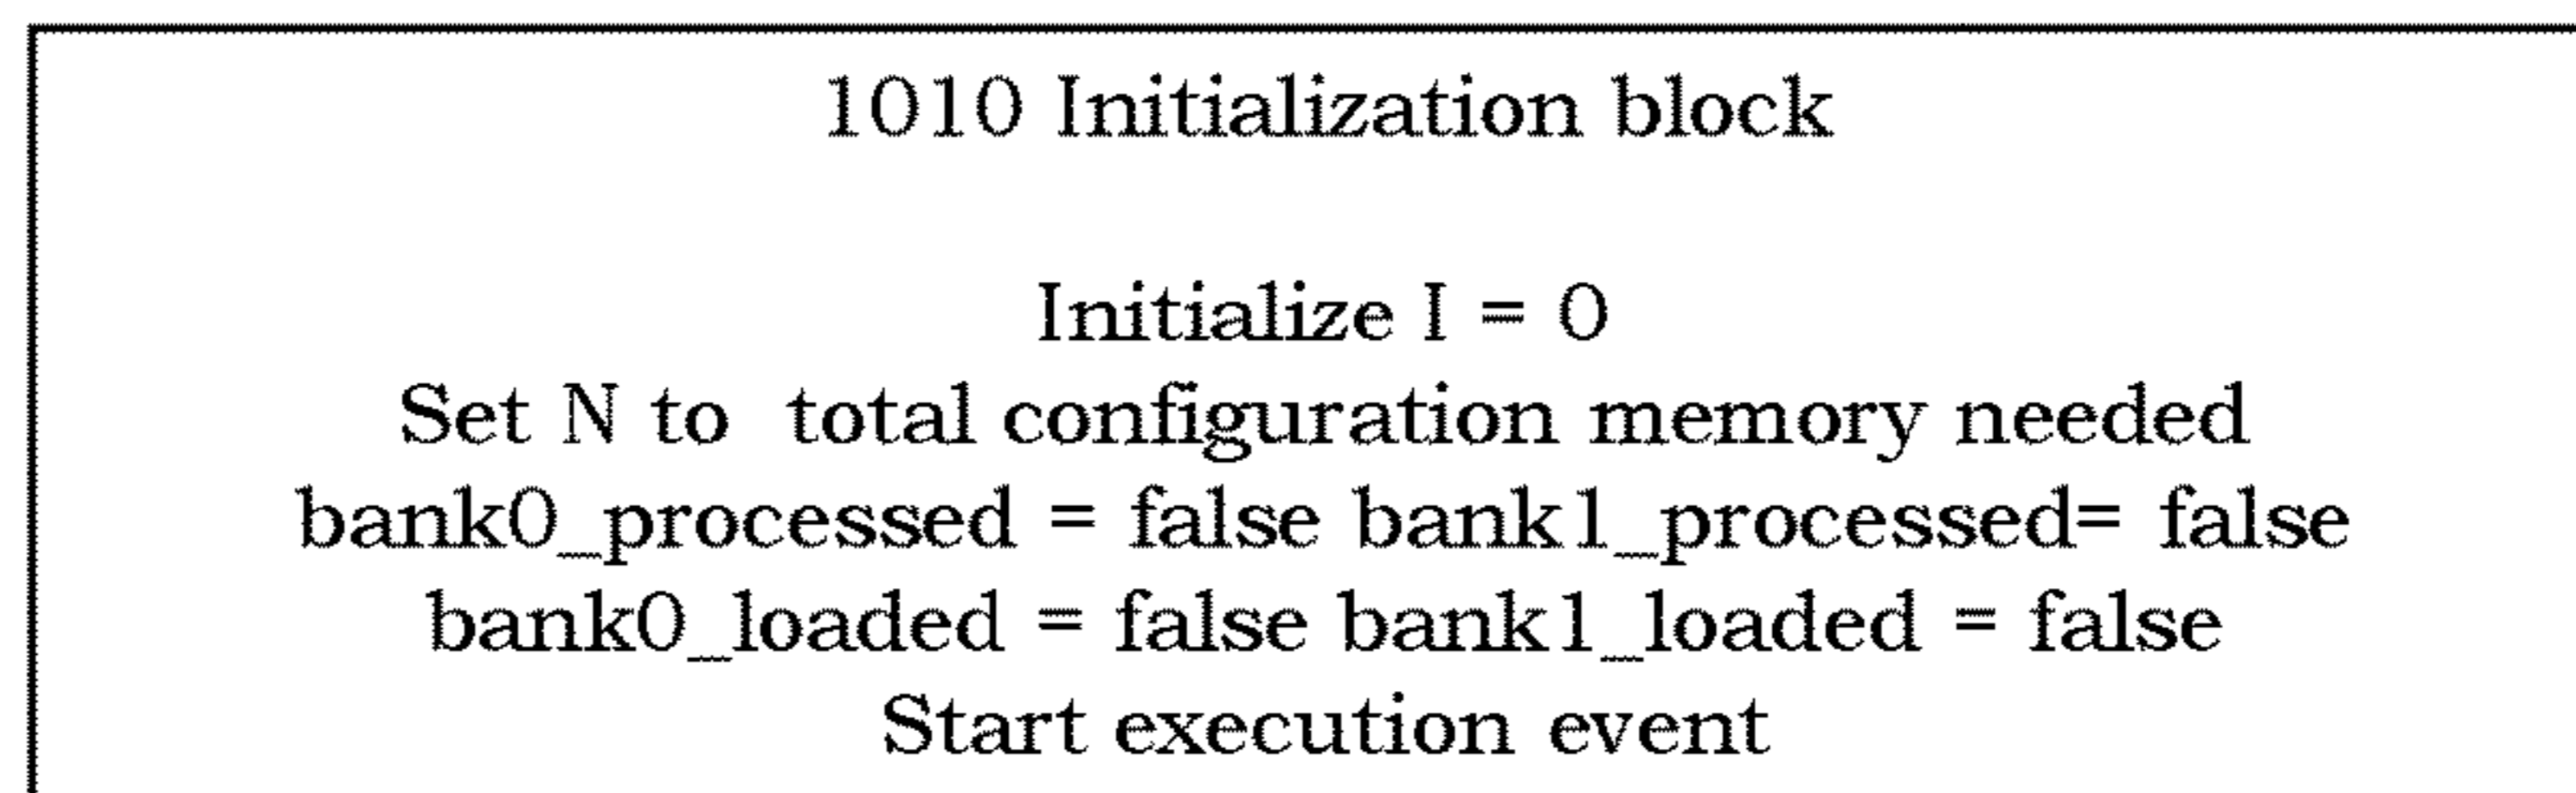 1010 Initialization block
Initialize I = 0
Set N to total configuration memory needed
bank0_processed = false bank1_processed= false
bank0_loaded = false bank1_loaded = false
Start execution event